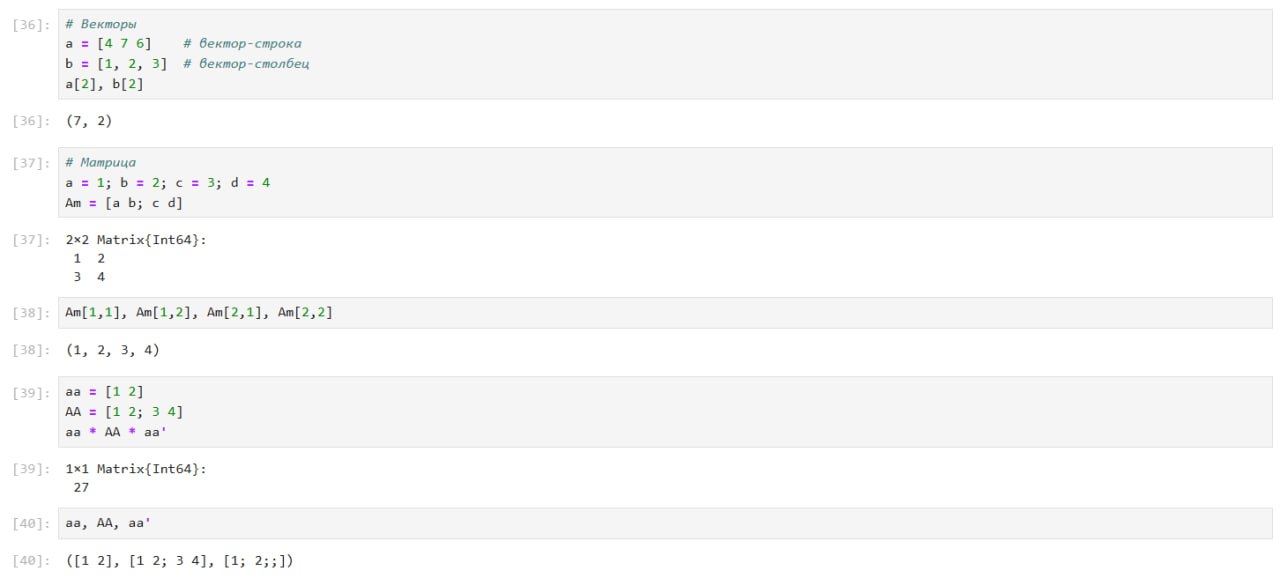 [36]: # Векторы
a = [4 7 6]    # вектор-строка
b = [1, 2, 3]  # вектор-столбец
a[2], b[2]
[36]: (7, 2)
[37]: # Матрица
a = 1; b = 2; c = 3; d = 4
Am = [a b; c d]
[37]: 2×2 Matrix{Int64}:
 1  2
 3  4
[38]: Am[1,1], Am[1,2], Am[2,1], Am[2,2]
[38]: (1, 2, 3, 4)
[39]: aa = [1 2]
AA = [1 2; 3 4]
aa * AA * aa'
[39]: 1×1 Matrix{Int64}:
 27
[40]: aa, AA, aa'
[40]: ([1 2], [1 2; 3 4], [1; 2;;])